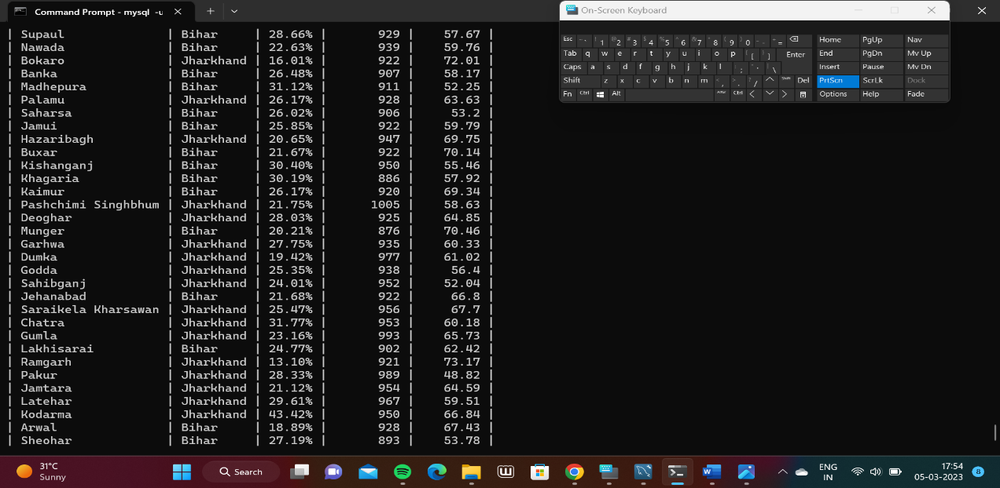 Command Prompt - mysql -u
On-Screen Keyboard
| Supaul | Bihar | 28.66% | 929 | 57.67 |
| Nawada | Bihar | 22.63% | 939 | 59.76 |
| Bokaro | Jharkhand | 16.01% | 922 | 72.01 |
| Banka | Bihar | 26.48% | 907 | 58.17 |
| Madhepura | Bihar | 31.12% | 911 | 52.25 |
| Palamu | Jharkhand | 26.17% | 928 | 63.63 |
| Saharsa | Bihar | 26.02% | 906 | 53.2 |
| Jamui | Bihar | 25.85% | 922 | 59.79 |
| Hazaribagh | Jharkhand | 20.65% | 947 | 69.75 |
| Buxar | Bihar | 21.67% | 922 | 70.14 |
| Kishanganj | Bihar | 30.40% | 950 | 55.46 |
| Khagaria | Bihar | 30.19% | 886 | 57.92 |
| Kaimur | Bihar | 26.17% | 920 | 69.34 |
| Pashchimi Singhbhum | Jharkhand | 21.75% | 1005 | 58.63 |
| Deoghar | Jharkhand | 28.03% | 925 | 64.85 |
| Munger | Bihar | 20.21% | 876 | 70.46 |
| Garhwa | Jharkhand | 27.75% | 935 | 60.33 |
| Dumka | Jharkhand | 19.42% | 977 | 61.02 |
| Godda | Jharkhand | 25.35% | 938 | 56.4 |
| Sahibganj | Jharkhand | 24.01% | 952 | 52.04 |
| Jehanabad | Bihar | 21.68% | 922 | 66.8 |
| Saraikela Kharsawan | Jharkhand | 25.47% | 956 | 67.7 |
| Chatra | Jharkhand | 31.77% | 953 | 60.18 |
| Gumla | Jharkhand | 23.16% | 993 | 65.73 |
| Lakhisarai | Bihar | 24.77% | 902 | 62.42 |
| Ramgarh | Jharkhand | 13.10% | 921 | 73.17 |
| Pakur | Jharkhand | 28.33% | 989 | 48.82 |
| Jamtara | Jharkhand | 21.12% | 954 | 64.59 |
| Latehar | Jharkhand | 29.61% | 967 | 59.51 |
| Kodarma | Jharkhand | 43.42% | 950 | 66.84 |
| Arwal | Bihar | 18.89% | 928 | 67.43 |
| Sheohar | Bihar | 27.19% | 893 | 53.78 |
Esc 1 2 3 4 5 6 7 8 9 0 - = Home PgUp Nav
Tab q w e r t y u i o p [ ] Enter End PgDn Mv Up
Caps a s d f g h j k l ; ' \ Insert Pause Mv Dn
Shift z x c v b n m , . / Shift Del PrtScn ScrLk Dock
Fn Ctrl Alt Ctrl Options Help Fade
31°C
Sunny
Search
ENG
IN
17:54
05-03-2023
8